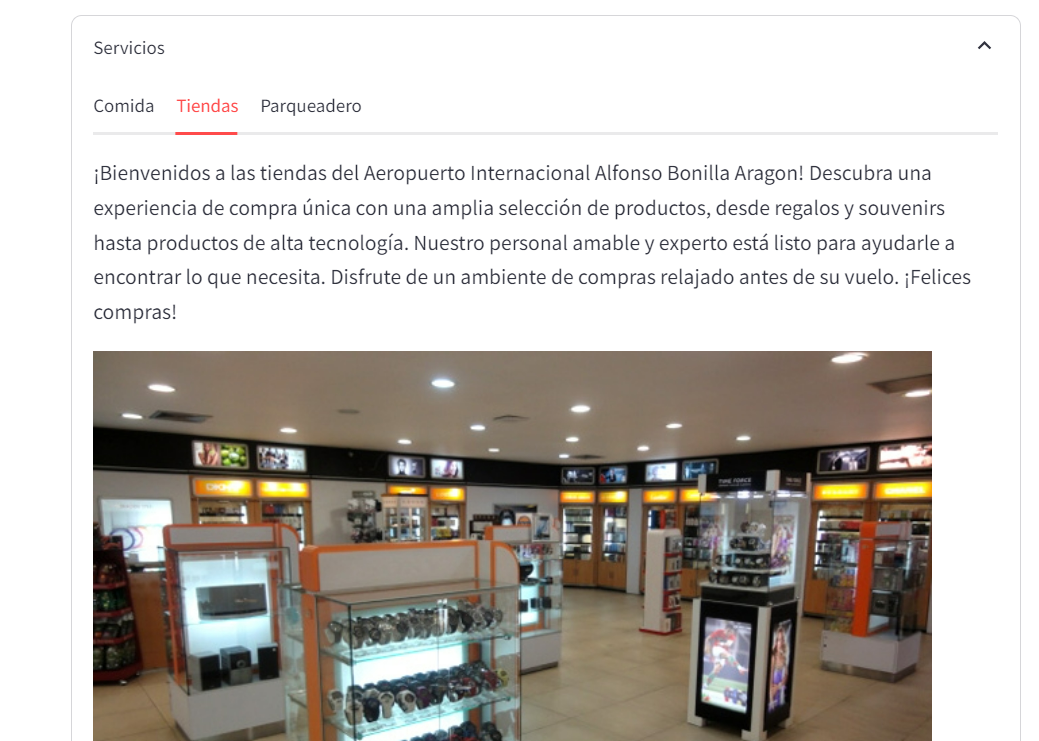 Servicios
Comida Tiendas Parqueadero
¡Bienvenidos a las tiendas del Aeropuerto Internacional Alfonso Bonilla Aragon! Descubra una
experiencia de compra única con una amplia selección de productos, desde regalos y souvenirs
hasta productos de alta tecnología. Nuestro personal amable y experto está listo para ayudarle a
encontrar lo que necesita. Disfrute de un ambiente de compras relajado antes de su vuelo. ¡Felices
compras!
TIME FORCE